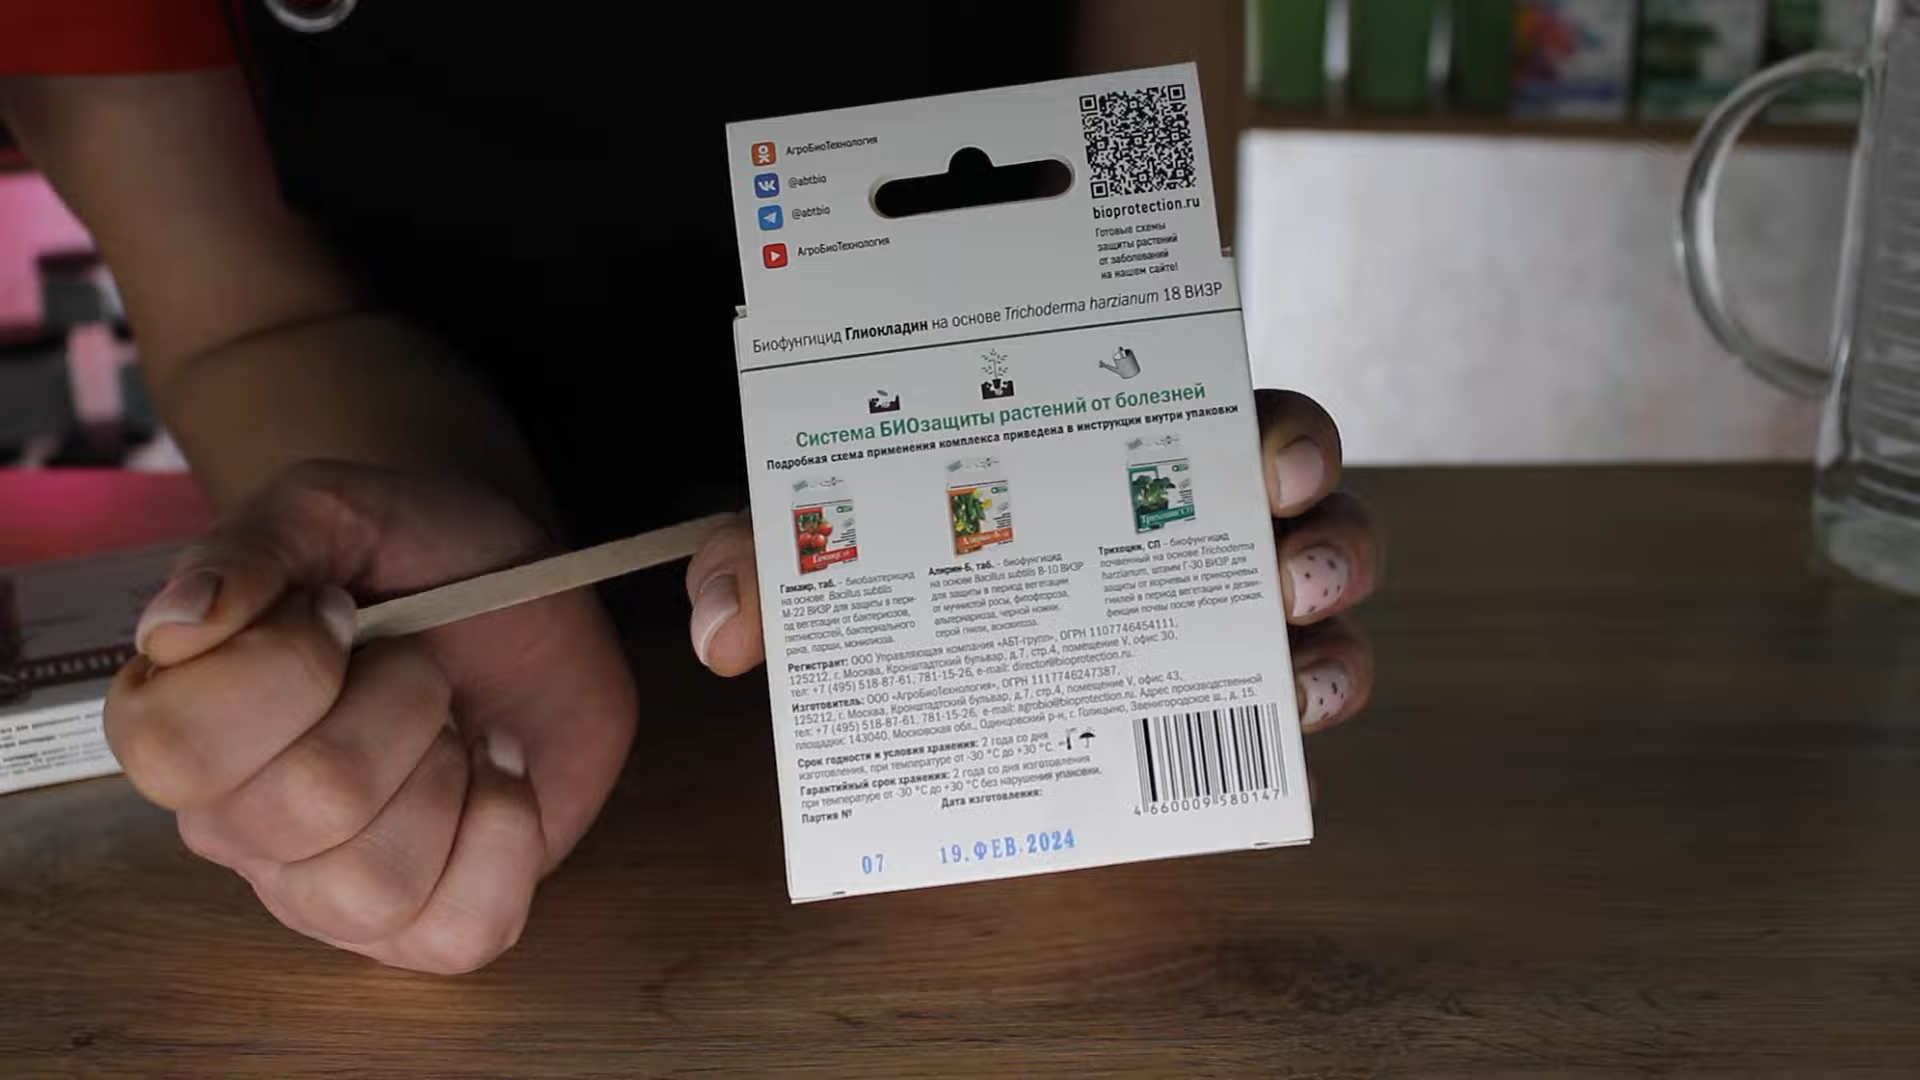 АгроБиоТехнология
@abtbio
@abtbio
АгроБиоТехнология
bioprotection.ru
Готовые схемы
защиты растений
от заболеваний
на нашем сайте!
Биофунгицид Глиокладин на основе Trichoderma harzianum 18 ВИЗР
Система БИОзащиты растений от болезней
Подробная схема применения комплекса приведена в инструкции внутри упаковки
Гамаир, таб. - биобактерицид
на основе Bacillus subtilis
М-22 ВИЗР для защиты в пери-
од вегетации от бактериозов,
пятнистостей, бактериального
рака, парши, монилиоза.
Алирин-Б, таб. - биофунгицид
на основе Bacillus subtilis В-10 ВИЗР
для защиты в период вегетации
от мучнистой росы, фитофтороза,
альтернариоза, черной ножки,
серой гнили, аскохитоза.
Трихоцин, СП - биофунгицид
почвенный на основе Trichoderma
harzianum, штамм Г-30 ВИЗР для
защиты от корневых и прикорневых
гнилей в период вегетации и дезин-
фекции почвы после уборки урожая.
Регистрант: ООО Управляющая компания «АБТ-групп», ОГРН 1107746454111,
125212, г. Москва, Кронштадтский бульвар, д.7, стр.4, помещение V, офис 30,
тел: +7 (495) 518-87-61, 781-15-26, e-mail: director@bioprotection.ru.
Изготовитель: ООО «АгроБиоТехнология», ОГРН 1117746247387,
125212, г. Москва, Кронштадтский бульвар, д.7, стр.4, помещение V, офис 43,
тел: +7 (495) 518-87-61, 781-15-26, e-mail: agrobio@bioprotection.ru. Адрес производственной
площадки: 143040, Московская обл., Одинцовский р-н, г. Голицыно, Звенигородское ш., д. 15.
Срок годности и условия хранения: 2 года со дня
изготовления, при температуре от -30 °C до +30 °C.
Гарантийный срок хранения: 2 года со дня изготовления
при температуре от -30 °C до +30 °C без нарушения упаковки.
Партия №
Дата изготовления:
4 660009 580147
07
19.ФЕВ.2024